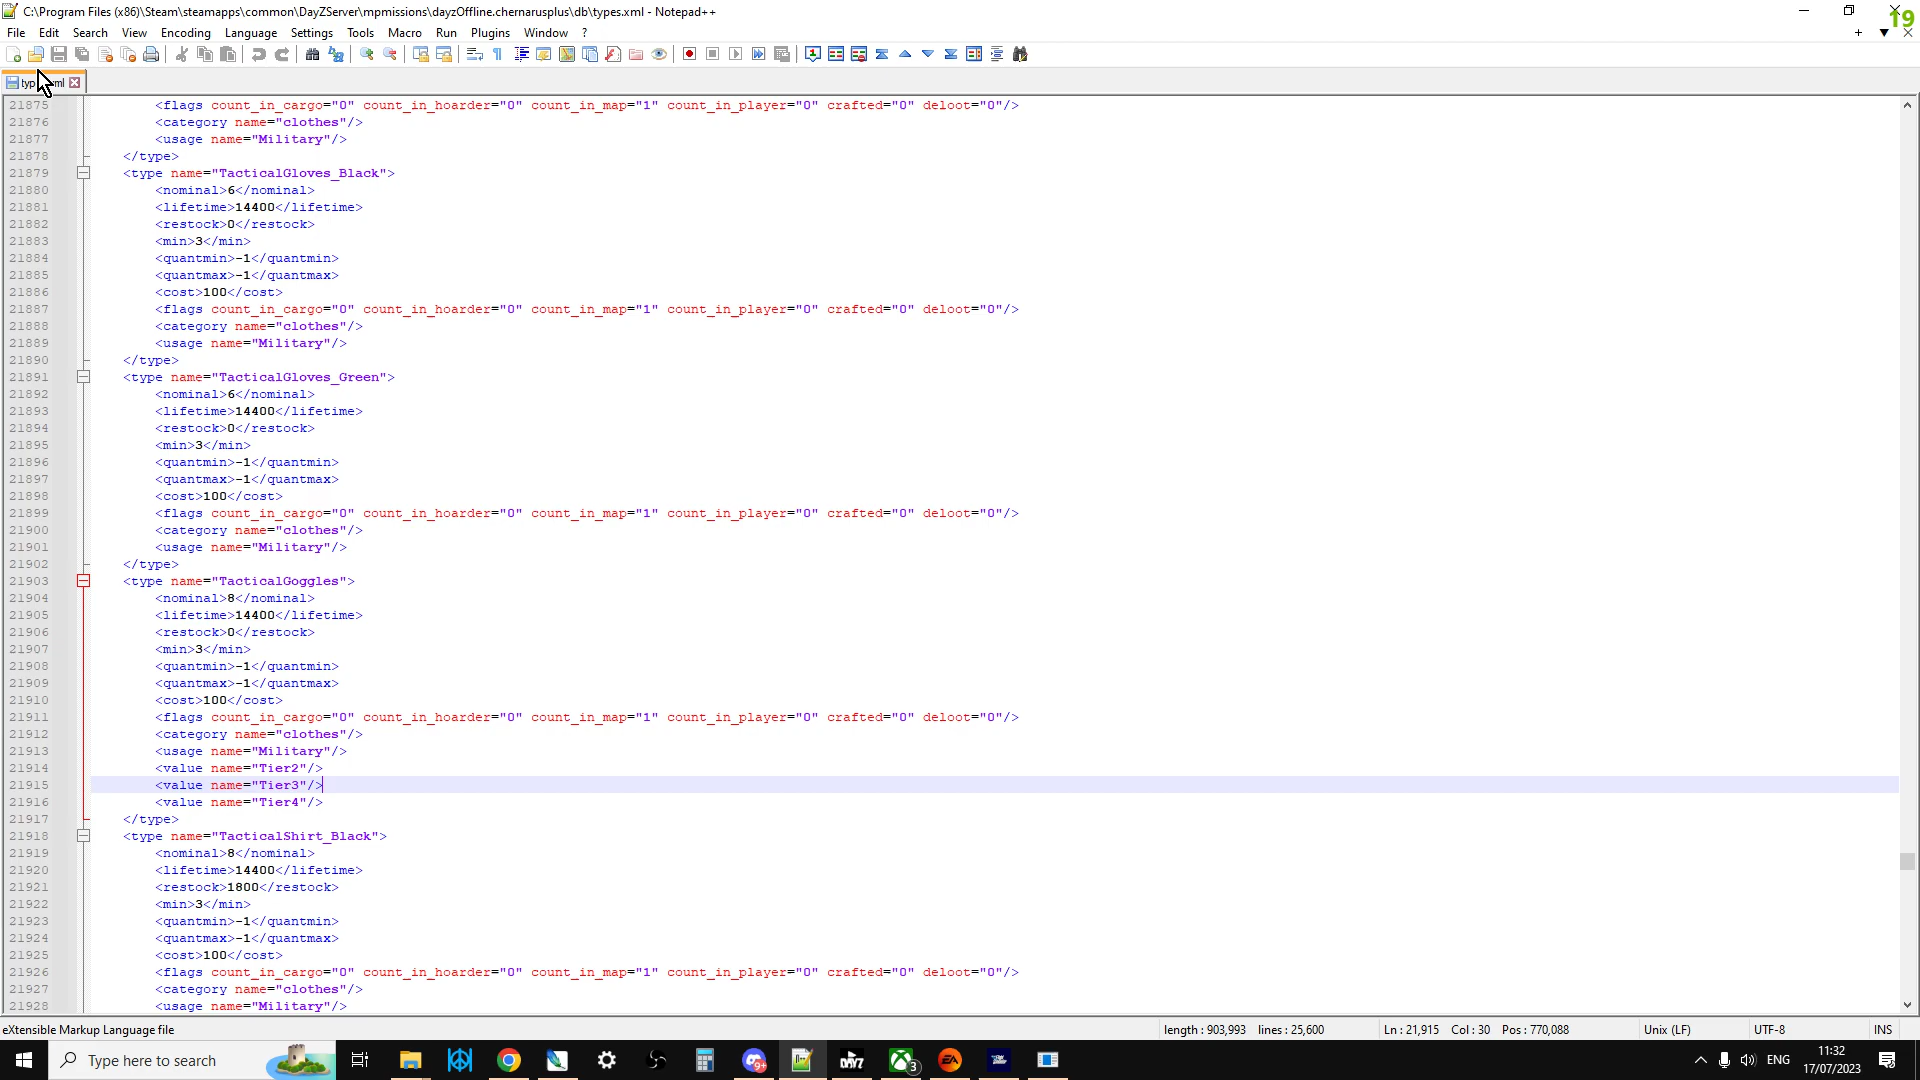 C:\Program Files (x86)\Steam\steamapps\common\DayZServer\mpmissions\dayzOffline.chernarusplus\db\types.xml - Notepad++
19
File Edit Search View Encoding Language Settings Tools Macro Run Plugins Window ?
21875 <flags count_in_cargo="0" count_in_hoarder="0" count_in_map="1" count_in_player="0" crafted="0" deloot="0"/>
21876 <category name="clothes"/>
21877 <usage name="Military"/>
21878 </type>
21879 <type name="TacticalGloves_Black">
21880 <nominal>6</nominal>
21881 <lifetime>14400</lifetime>
21882 <restock>0</restock>
21883 <min>3</min>
21884 <quantmin>-1</quantmin>
21885 <quantmax>-1</quantmax>
21886 <cost>100</cost>
21887 <flags count_in_cargo="0" count_in_hoarder="0" count_in_map="1" count_in_player="0" crafted="0" deloot="0"/>
21888 <category name="clothes"/>
21889 <usage name="Military"/>
21890 </type>
21891 <type name="TacticalGloves_Green">
21892 <nominal>6</nominal>
21893 <lifetime>14400</lifetime>
21894 <restock>0</restock>
21895 <min>3</min>
21896 <quantmin>-1</quantmin>
21897 <quantmax>-1</quantmax>
21898 <cost>100</cost>
21899 <flags count_in_cargo="0" count_in_hoarder="0" count_in_map="1" count_in_player="0" crafted="0" deloot="0"/>
21900 <category name="clothes"/>
21901 <usage name="Military"/>
21902 </type>
21903 <type name="TacticalGoggles">
21904 <nominal>8</nominal>
21905 <lifetime>14400</lifetime>
21906 <restock>0</restock>
21907 <min>3</min>
21908 <quantmin>-1</quantmin>
21909 <quantmax>-1</quantmax>
21910 <cost>100</cost>
21911 <flags count_in_cargo="0" count_in_hoarder="0" count_in_map="1" count_in_player="0" crafted="0" deloot="0"/>
21912 <category name="clothes"/>
21913 <usage name="Military"/>
21914 <value name="Tier2"/>
21915 <value name="Tier3"/>
21916 <value name="Tier4"/>
21917 </type>
21918 <type name="TacticalShirt_Black">
21919 <nominal>8</nominal>
21920 <lifetime>14400</lifetime>
21921 <restock>1800</restock>
21922 <min>3</min>
21923 <quantmin>-1</quantmin>
21924 <quantmax>-1</quantmax>
21925 <cost>100</cost>
21926 <flags count_in_cargo="0" count_in_hoarder="0" count_in_map="1" count_in_player="0" crafted="0" deloot="0"/>
21927 <category name="clothes"/>
21928 <usage name="Military"/>
eXtensible Markup Language file length : 903,993 lines : 25,600 Ln : 21,915 Col : 30 Pos : 770,088 Unix (LF) UTF-8 INS
Type here to search 9+ DAYZ 3 EA ENG 11:32
17/07/2023